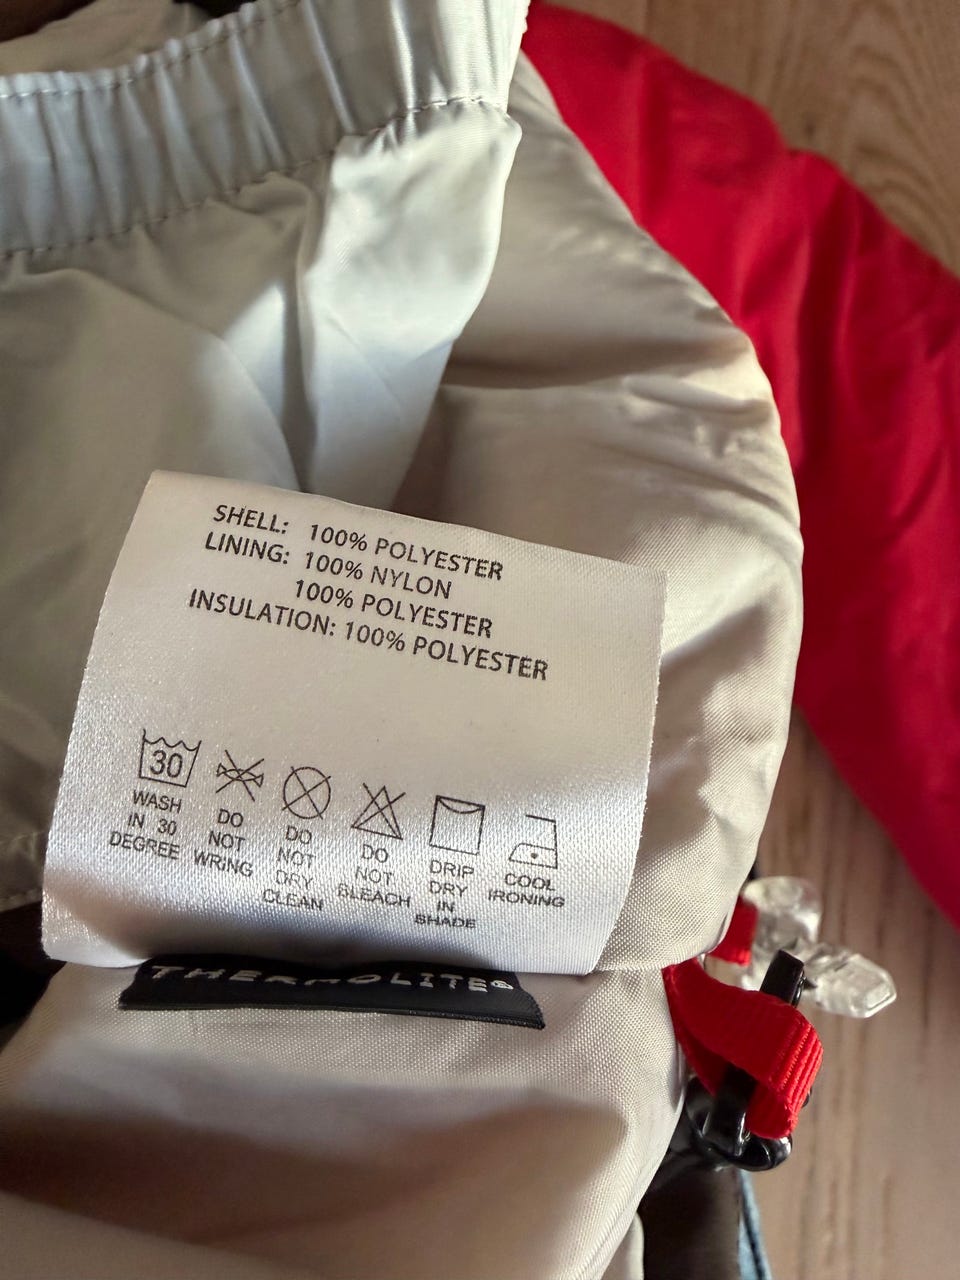 SHELL: 100% POLYESTER
LINING: 100% NYLON
100% POLYESTER
INSULATION: 100% POLYESTER
30
WASH
IN 30
DEGREE
DO
NOT
WRING
DO
NOT
DRY
CLEAN
DO
NOT
BLEACH
DRIP
DRY
IN
SHADE
COOL
IRONING
THERMOLITE®